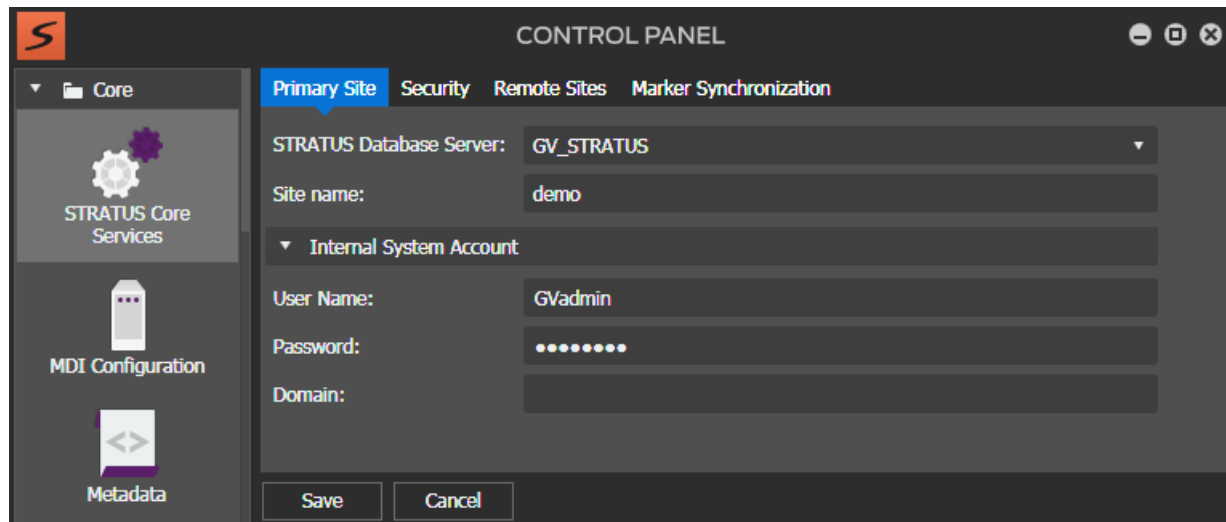 CONTROL PANEL
Core
STRATUS Core
Services
MDI Configuration
Metadata
Primary Site Security Remote Sites Marker Synchronization
STRATUS Database Server: GV_STRATUS
Site name: demo
Internal System Account
User Name: GVadmin
Password: ●●●●●●●●
Domain:
Save Cancel